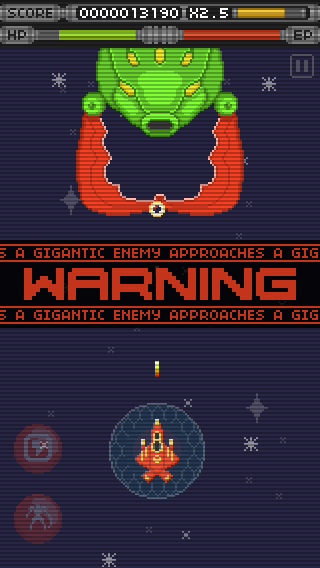 SCORE 0000013190 X2.5
HP EP
S A GIGANTIC ENEMY APPROACHES A GIG
WARNING
S A GIGANTIC ENEMY APPROACHES A GIG